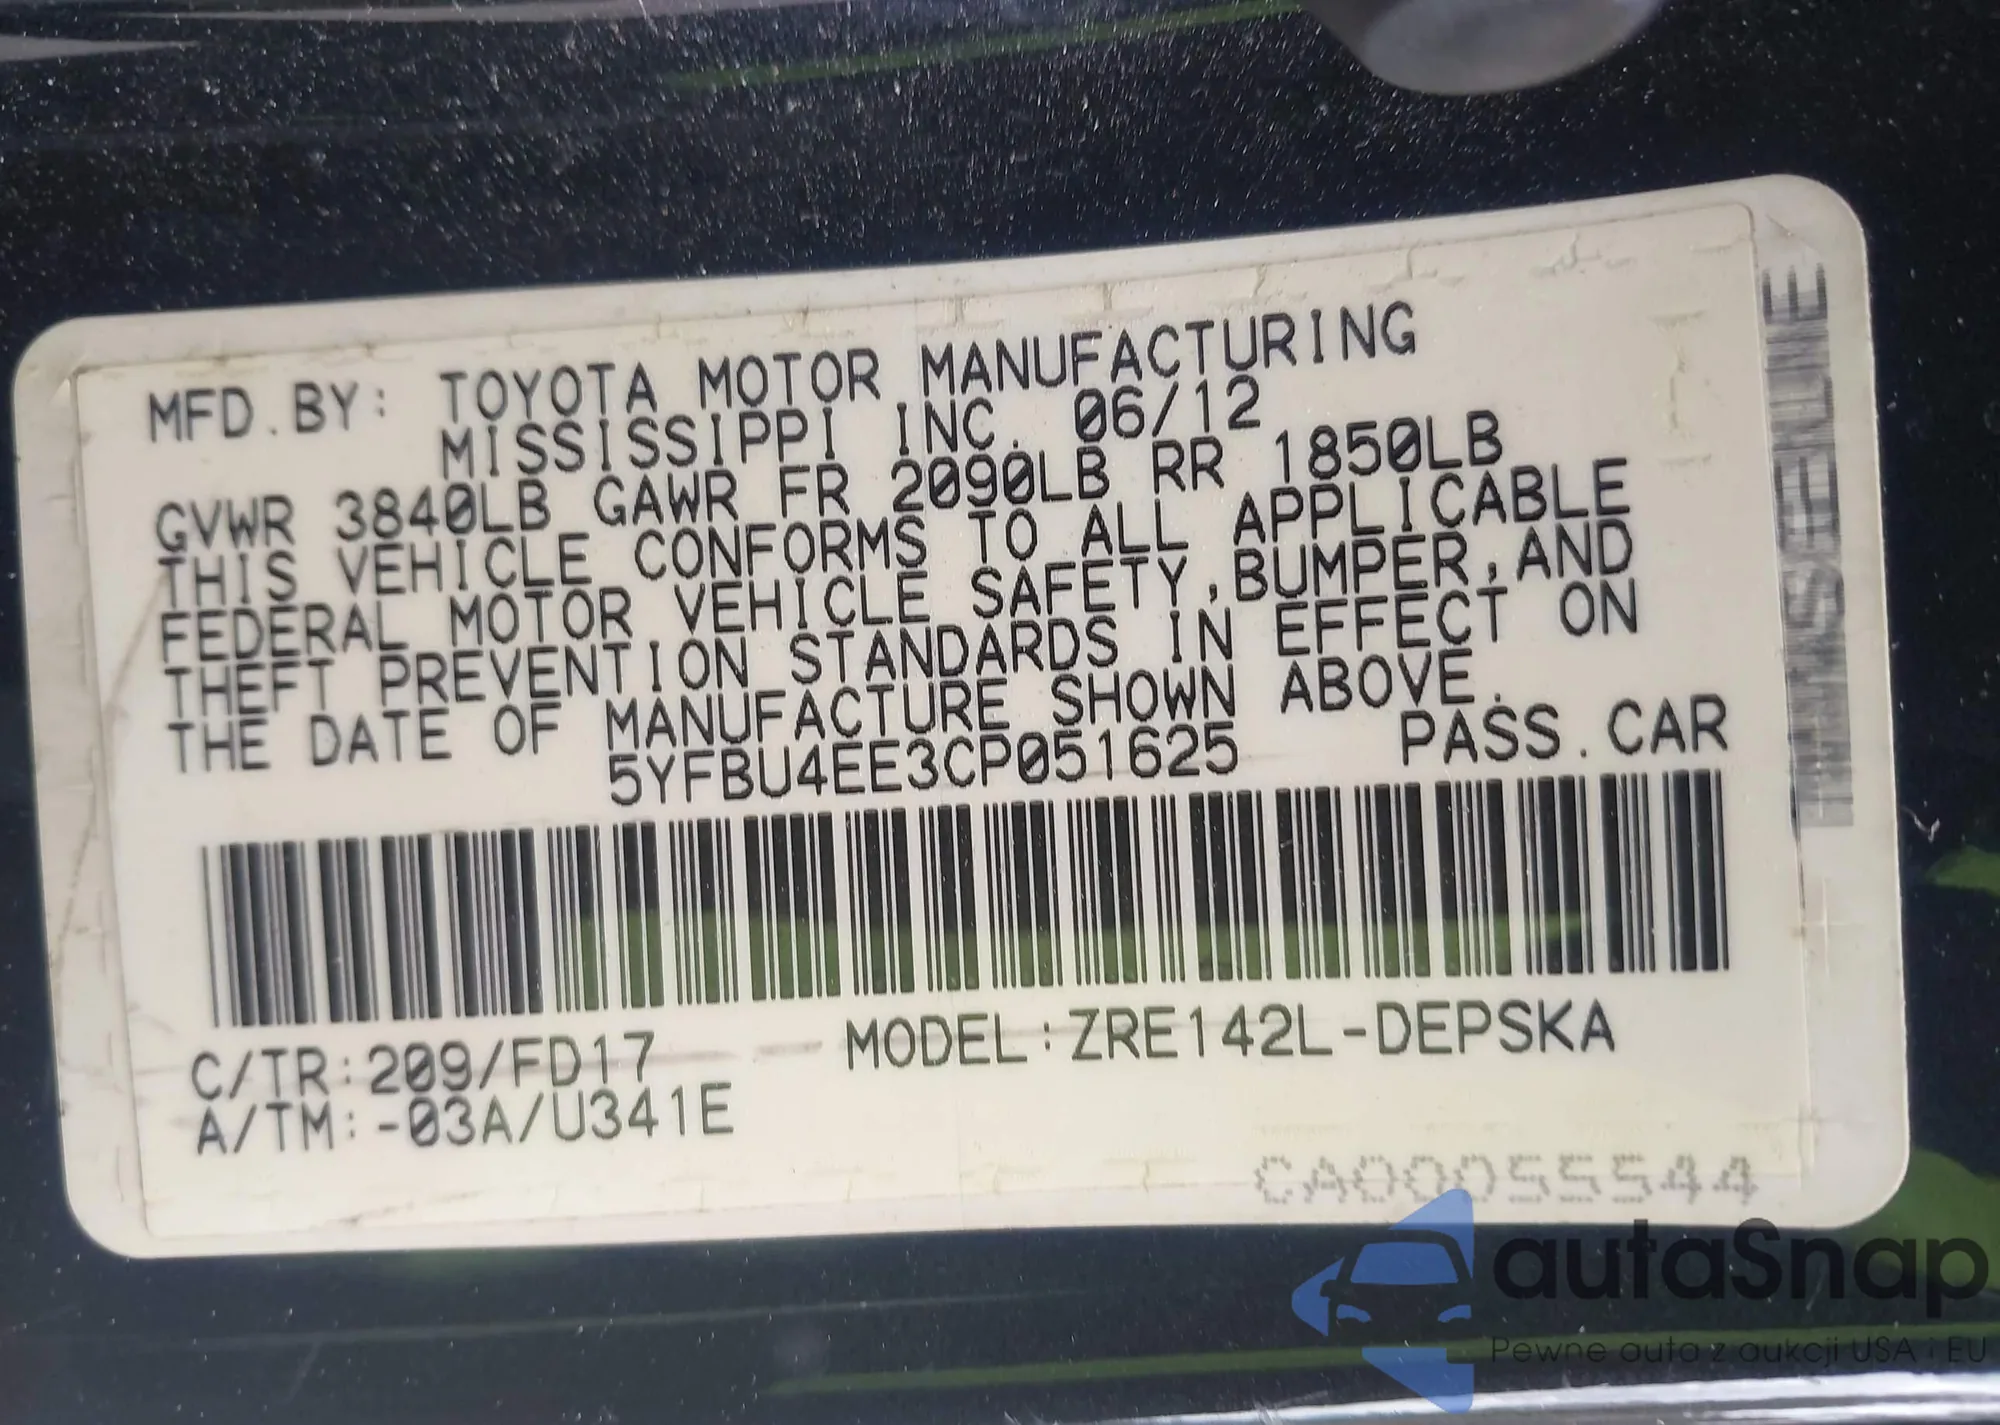 MFD.BY: TOYOTA MOTOR MANUFACTURING
MISSISSIPPI INC. 06/12
GVWR 3840LB GAWR FR 2090LB RR 1850LB
THIS VEHICLE CONFORMS TO ALL APPLICABLE
FEDERAL MOTOR VEHICLE SAFETY,BUMPER,AND
THEFT PREVENTION STANDARDS IN EFFECT ON
THE DATE OF MANUFACTURE SHOWN ABOVE.
5YFBU4EE3CP051625 PASS.CAR
C/TR:209/FD17 MODEL:ZRE142L-DEPSKA
A/TM:-03A/U341E
CA00055544
autaSnap
Pewne auta z aukcji USA i EU